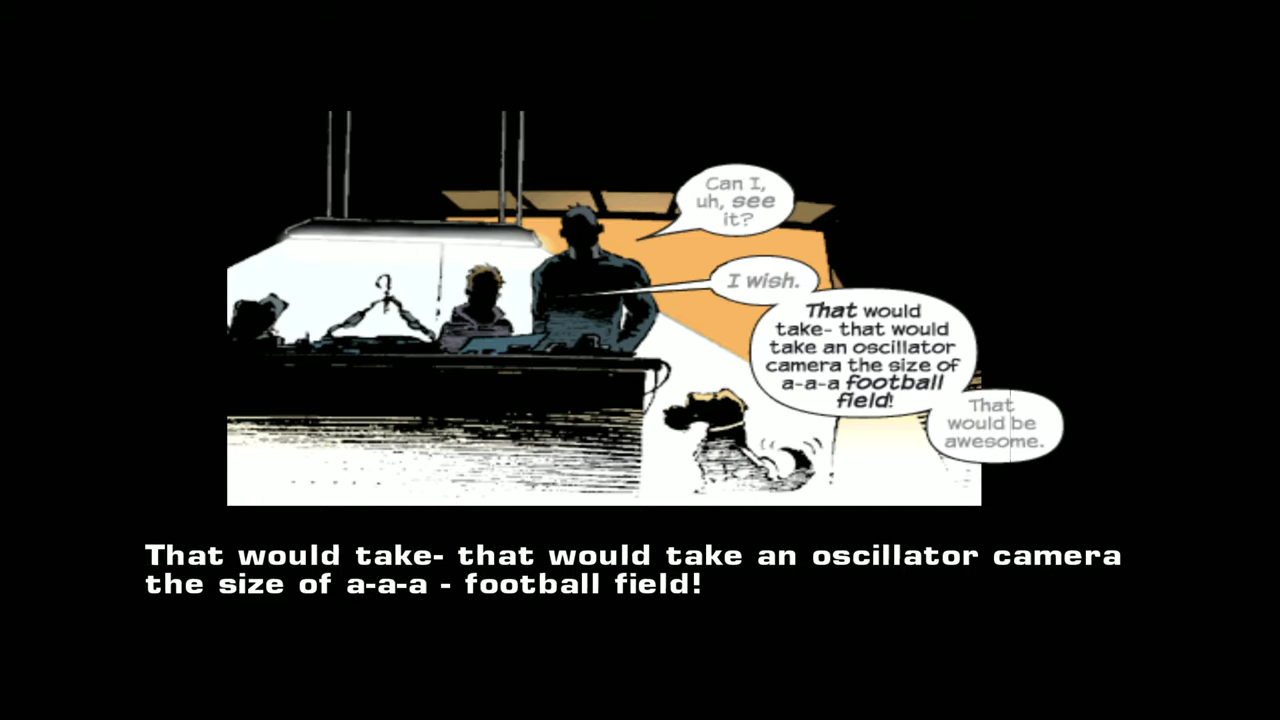 Can I,
uh, see
it?
I wish.
That would
take- that would
take an oscillator
camera the size of
a-a-a football
field!
That
would be
awesome.
That would take- that would take an oscillator camera
the size of a-a-a - football field!